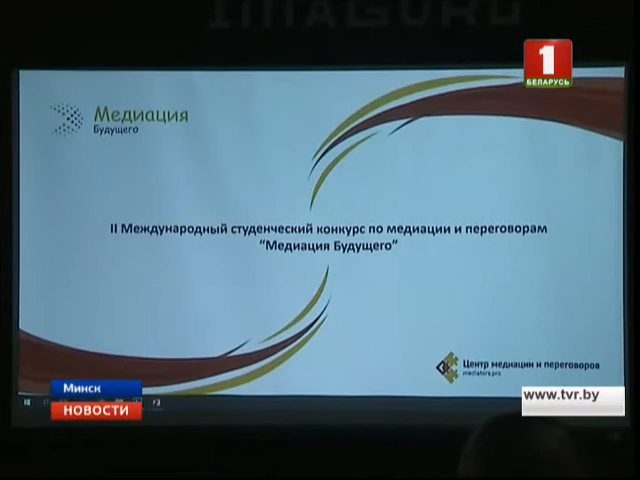 IMAGURU
1
БЕЛАРУСЬ
Медиация
Будущего
II Международный студенческий конкурс по медиации и переговорам
“Медиация Будущего”
Центр медиации и переговоров
mediators.pro
Минск
НОВОСТИ
www.tvr.by